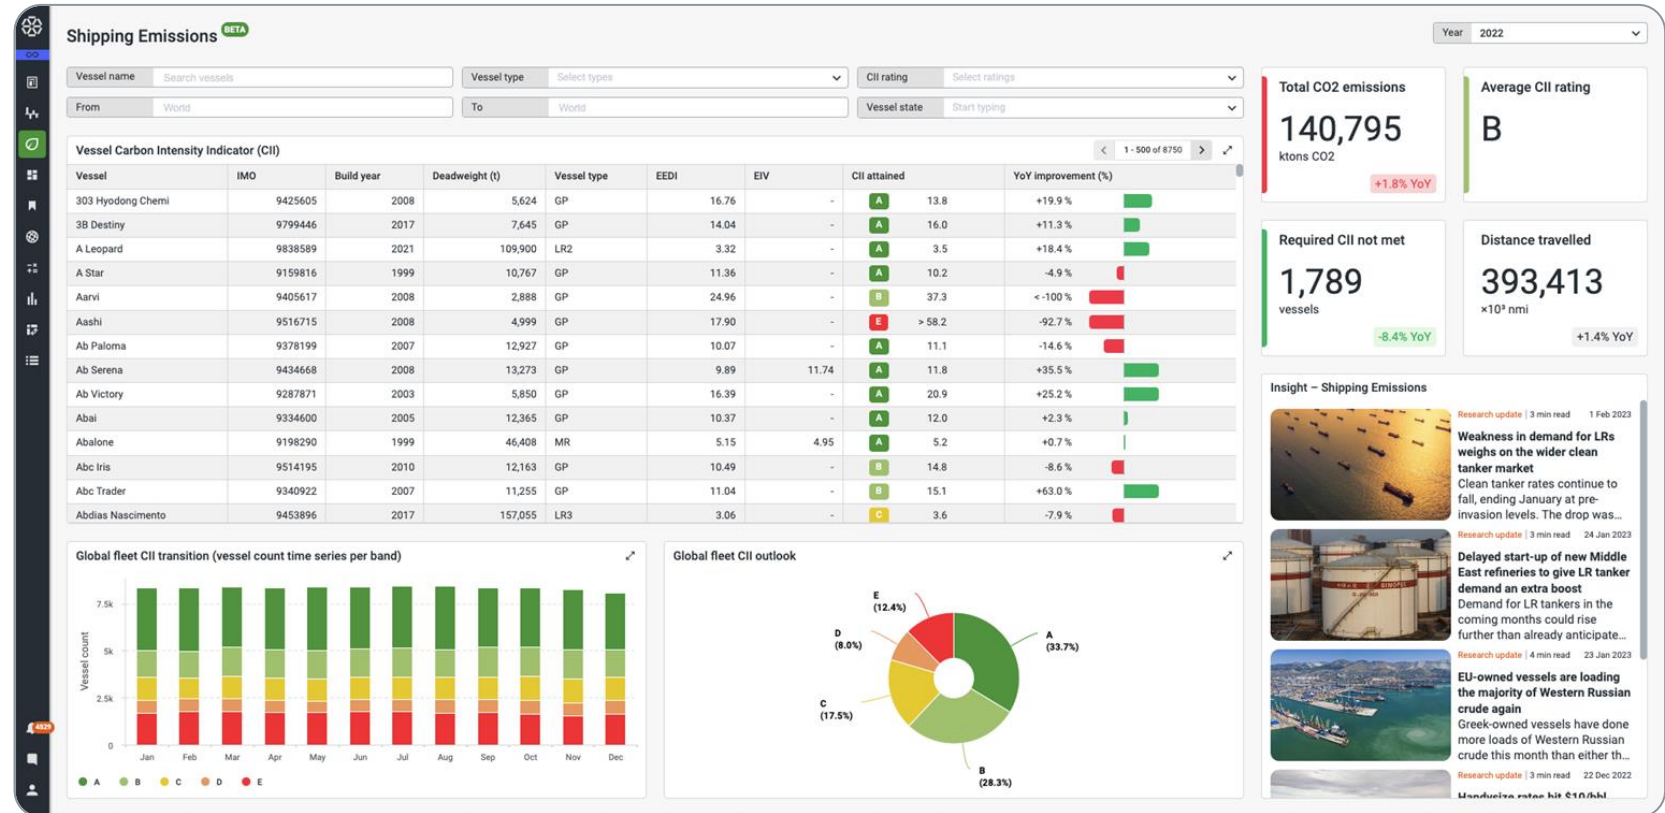 Shipping Emissions BETA
Year 2022
Vessel name Search vessels
Vessel type Select types
CII rating Select ratings
From World
To World
Vessel state Start typing
Total CO2 emissions
140,795
ktons CO2
+1.8% YoY
Average CII rating
B
Required CII not met
1,789
vessels
-8.4% YoY
Distance travelled
393,413
×10³ nmi
+1.4% YoY
Vessel Carbon Intensity Indicator (CII)
1 - 500 of 8750
Vessel IMO Build year Deadweight (t) Vessel type EEDI EIV CII attained YoY improvement (%)
303 Hyodong Chemi 9425605 2008 5,624 GP 16.76 - A 13.8 +19.9 %
3B Destiny 9799446 2017 7,645 GP 14.04 - A 16.0 +11.3 %
A Leopard 9838589 2021 109,900 LR2 3.32 - A 3.5 +18.4 %
A Star 9159816 1999 10,767 GP 11.36 - A 10.2 -4.9 %
Aarvi 9405617 2008 2,888 GP 24.96 - B 37.3 < -100 %
Aashi 9516715 2008 4,999 GP 17.90 - E > 58.2 -92.7 %
Ab Paloma 9378199 2007 12,927 GP 10.07 - A 11.1 -14.6 %
Ab Serena 9434668 2008 13,273 GP 9.89 11.74 A 11.8 +35.5 %
Ab Victory 9287871 2003 5,850 GP 16.39 - A 20.9 +25.2 %
Abai 9334600 2005 12,365 GP 10.37 - A 12.0 +2.3 %
Abalone 9198290 1999 46,408 MR 5.15 4.95 A 5.2 +0.7 %
Abc Iris 9514195 2010 12,163 GP 10.49 - B 14.8 -8.6 %
Abc Trader 9340922 2007 11,255 GP 11.04 - B 15.1 +63.0 %
Abdias Nascimento 9453896 2017 157,055 LR3 3.06 - C 3.6 -7.9 %
Global fleet CII transition (vessel count time series per band)
Vessel count
7.5k
5k
2.5k
0
Jan Feb Mar Apr May Jun Jul Aug Sep Oct Nov Dec
A B C D E
Global fleet CII outlook
E
(12.4%)
D
(8.0%)
A
(33.7%)
C
(17.5%)
B
(28.3%)
Insight – Shipping Emissions
Research update | 3 min read 1 Feb 2023
Weakness in demand for LRs
weighs on the wider clean
tanker market
Clean tanker rates continue to
fall, ending January at pre-
invasion levels. The drop was...
Research update | 3 min read 24 Jan 2023
Delayed start-up of new Middle
East refineries to give LR tanker
demand an extra boost
Demand for LR tankers in the
coming months could rise
further than already anticipate...
SINOPEC
Research update | 4 min read 23 Jan 2023
EU-owned vessels are loading
the majority of Western Russian
crude again
Greek-owned vessels have done
more loads of Western Russian
crude this month than either th...
Research update | 3 min read 22 Dec 2022
Handysize rates hit $10/bbl
4529